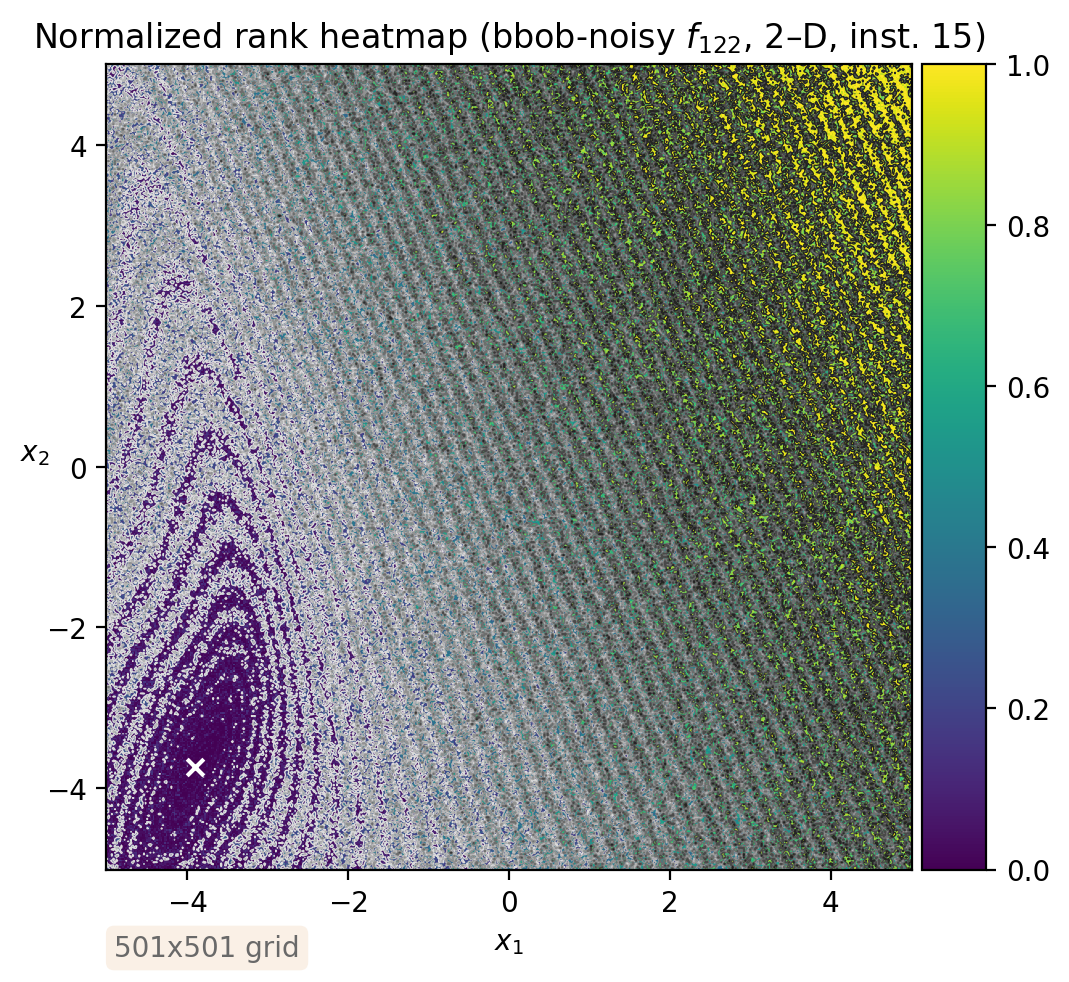 Normalized rank heatmap (bbob-noisy f₁₂₂, 2–D, inst. 15)
1.0
4
0.8
2
0.6
x₂
0
0.4
−2
0.2
−4
0.0
−4 −2 0 2 4
x₁
501x501 grid